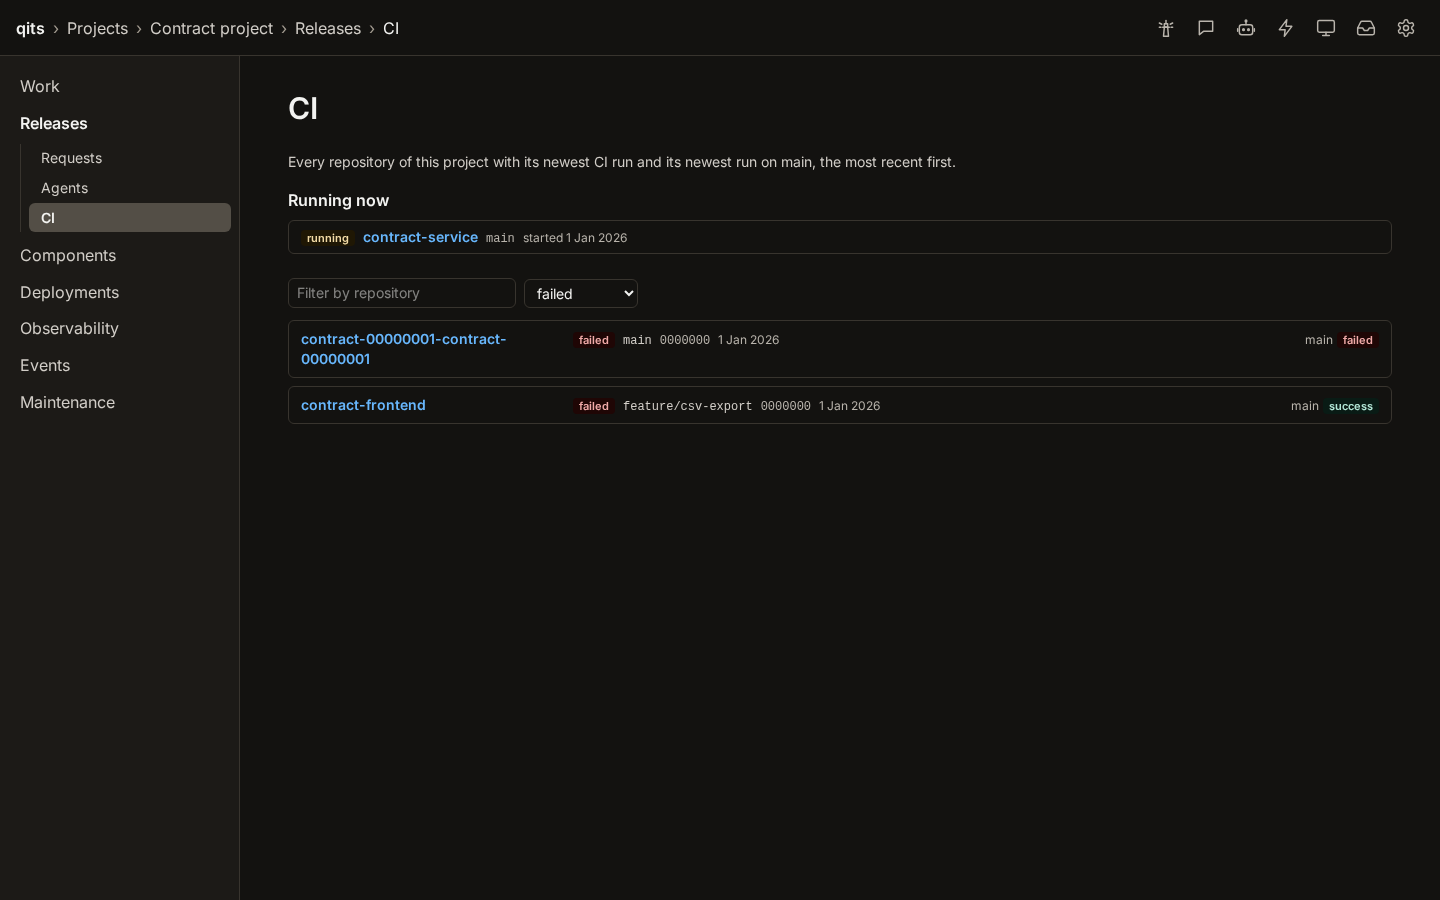 qits › Projects › Contract project › Releases › CI
Work
Releases
Requests
Agents
CI
Components
Deployments
Observability
Events
Maintenance
CI
Every repository of this project with its newest CI run and its newest run on main, the most recent first.
Running now
running contract-service main started 1 Jan 2026
Filter by repository failed
contract-00000001-contract-00000001 failed main 0000000 1 Jan 2026 main failed
contract-frontend failed feature/csv-export 0000000 1 Jan 2026 main success